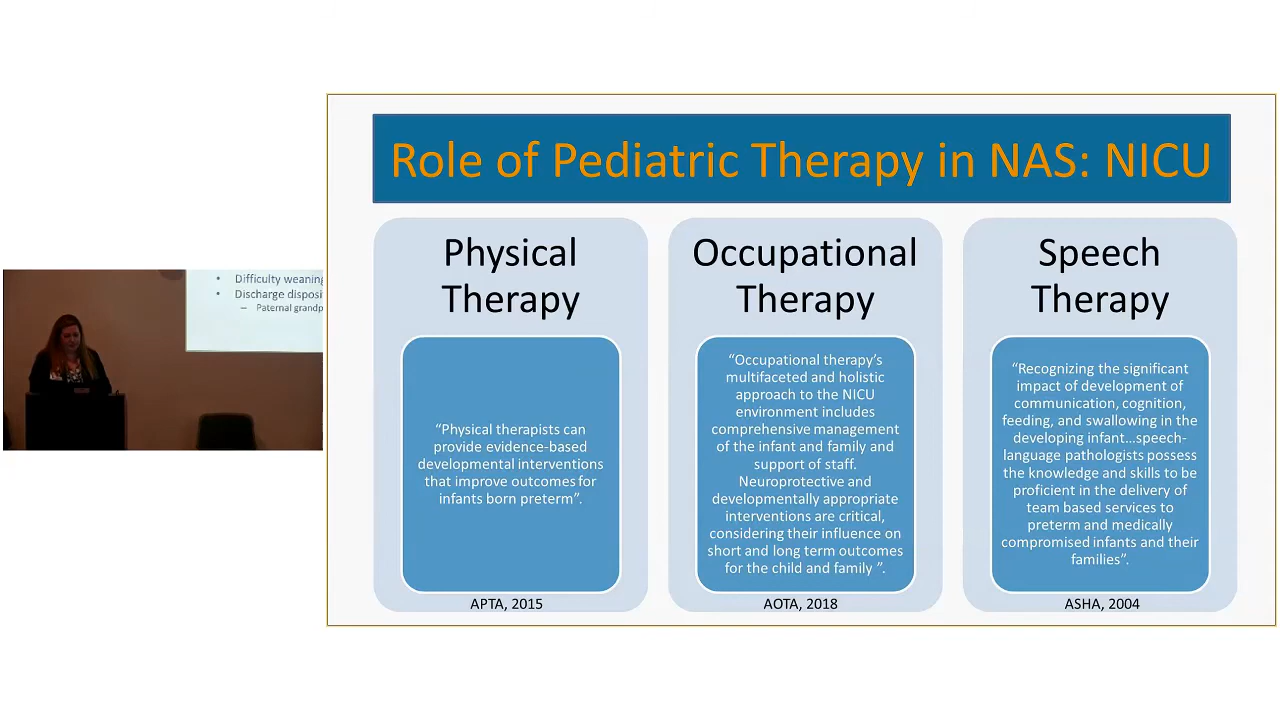 Role of Pediatric Therapy in NAS: NICU
Physical
Therapy
“Physical therapists can
provide evidence-based
developmental interventions
that improve outcomes for
infants born preterm”.
APTA, 2015
Occupational
Therapy
“Occupational therapy’s
multifaceted and holistic
approach to the NICU
environment includes
comprehensive management
of the infant and family and
support of staff.
Neuroprotective and
developmentally appropriate
interventions are critical,
considering their influence on
short and long term outcomes
for the child and family ”.
AOTA, 2018
Speech
Therapy
“Recognizing the significant
impact of development of
communication, cognition,
feeding, and swallowing in the
developing infant…speech-
language pathologists possess
the knowledge and skills to be
proficient in the delivery of
team based services to
preterm and medically
compromised infants and their
families”.
ASHA, 2004
• Difficulty weaning
• Discharge disposi
– Paternal grandp